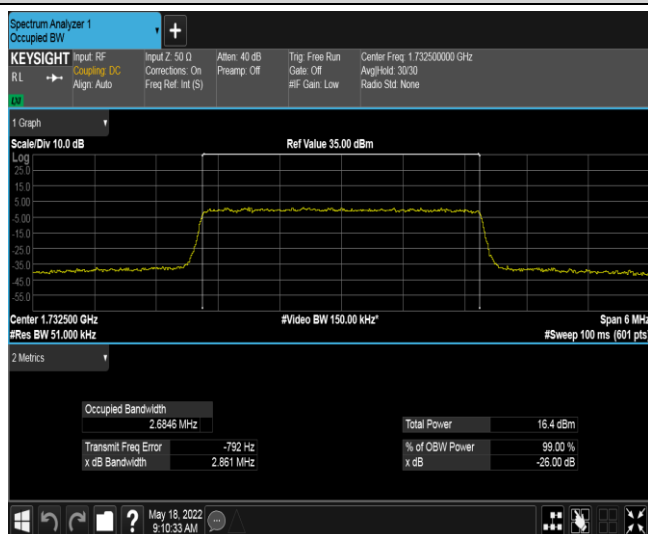 Spectrum Analyzer 1
Occupied BW
KEYSIGHT
RL
LXI
Input: RF
Coupling: DC
Align: Auto
Input Z: 50 Ω
Corrections: On
Freq Ref: Int (S)
Atten: 40 dB
Preamp: Off
Trig: Free Run
Gate: Off
#IF Gain: Low
Center Freq: 1.732500000 GHz
Avg|Hold: 30/30
Radio Std: None
1 Graph
Scale/Div 10.0 dB
Ref Value 35.00 dBm
Log
25.0
15.0
5.00
-5.00
-15.0
-25.0
-35.0
-45.0
-55.0
Center 1.732500 GHz
#Video BW 150.00 kHz*
Span 6 MHz
#Res BW 51.000 kHz
#Sweep 100 ms (601 pts)
2 Metrics
Occupied Bandwidth
2.6846 MHz
Total Power 16.4 dBm
Transmit Freq Error -792 Hz
% of OBW Power 99.00 %
x dB Bandwidth 2.861 MHz
x dB -26.00 dB
?
May 18, 2022
9:10:33 AM